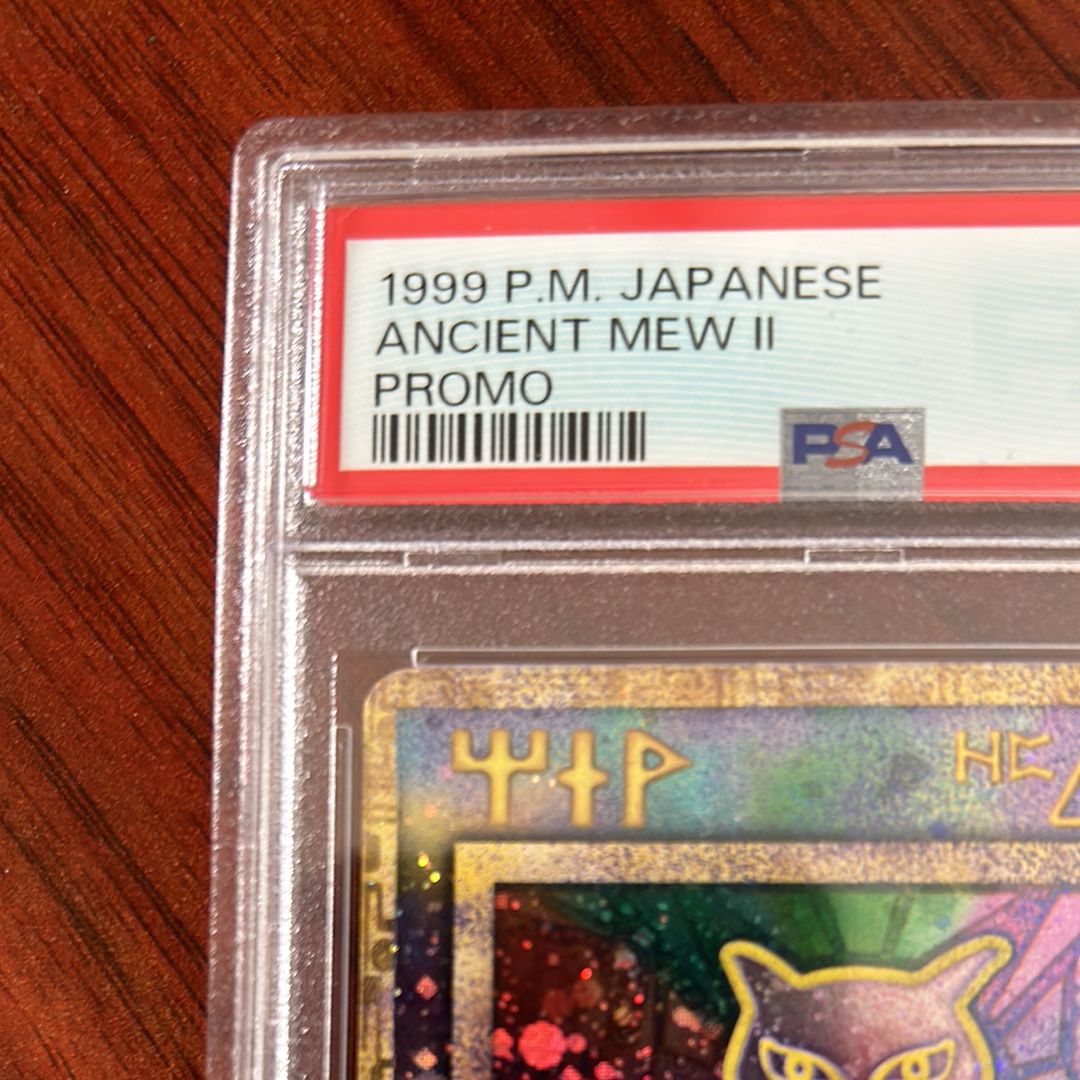 1999 P.M. JAPANESE
ANCIENT MEW II
PROMO
PSA